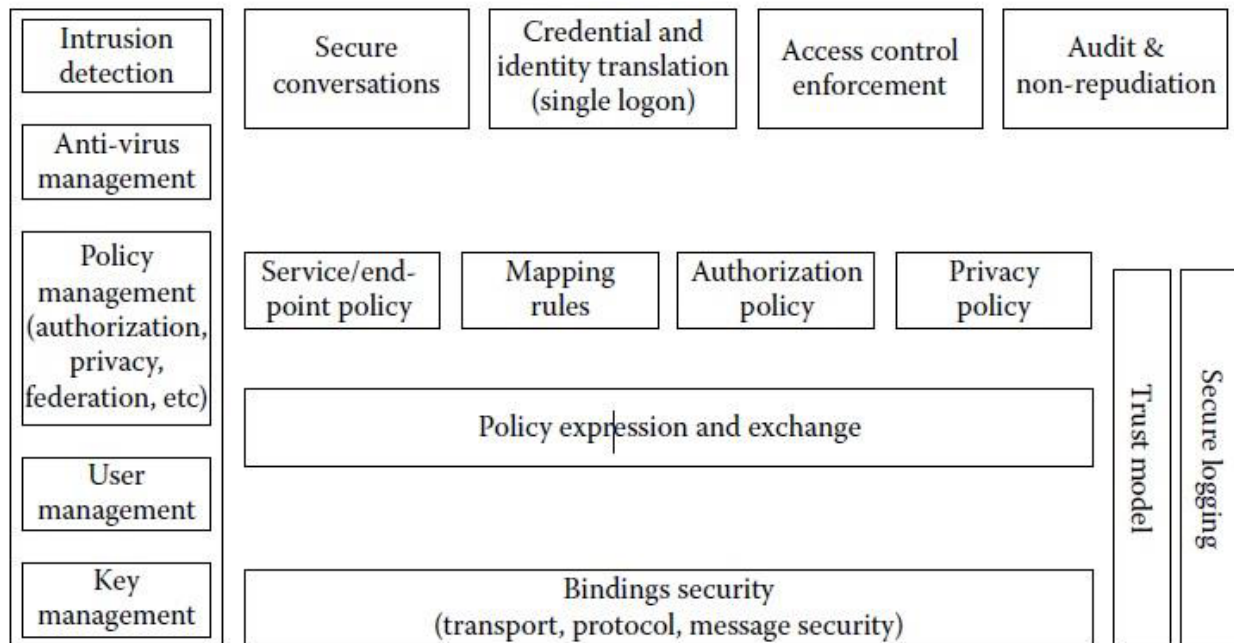 Intrusion
detection
Anti-virus
management
Policy
management
(authorization,
privacy,
federation, etc)
User
management
Key
management
Secure
conversations
Credential and
identity translation
(single logon)
Access control
enforcement
Audit &
non-repudiation
Service/end-
point policy
Mapping
rules
Authorization
policy
Privacy
policy
Policy expression and exchange
Bindings security
(transport, protocol, message security)
Trust model
Secure logging